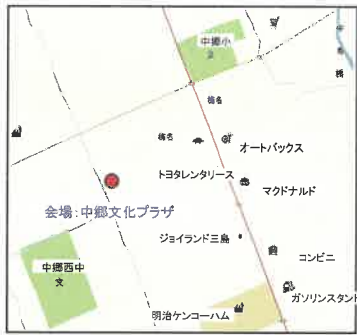 中郷小
文
梅名
梅名
オートバックス
トヨタレンタリース
マクドナルド
会場:中郷文化プラザ
ジョイランド三島
コンビニ
中郷西中
文
ガソリンスタンド
明治ケンコーハム